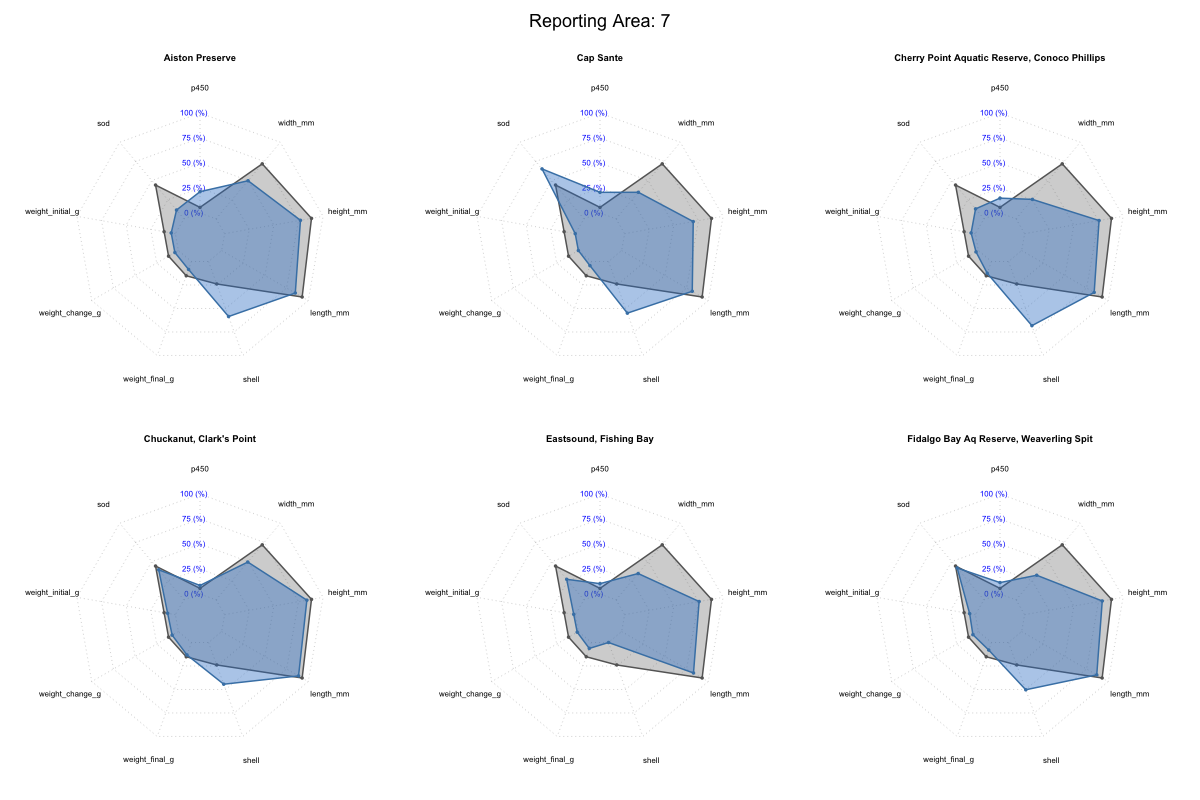 Reporting Area: 7
Aiston Preserve
p450
100 (%)
75 (%)
50 (%)
25 (%)
0 (%)
sod
width_mm
weight_initial_g
height_mm
weight_change_g
length_mm
weight_final_g
shell
Cap Sante
p450
100 (%)
75 (%)
50 (%)
25 (%)
0 (%)
sod
width_mm
weight_initial_g
height_mm
weight_change_g
length_mm
weight_final_g
shell
Cherry Point Aquatic Reserve, Conoco Phillips
p450
100 (%)
75 (%)
50 (%)
25 (%)
0 (%)
sod
width_mm
weight_initial_g
height_mm
weight_change_g
length_mm
weight_final_g
shell
Chuckanut, Clark's Point
p450
100 (%)
75 (%)
50 (%)
25 (%)
0 (%)
sod
width_mm
weight_initial_g
height_mm
weight_change_g
length_mm
weight_final_g
shell
Eastsound, Fishing Bay
p450
100 (%)
75 (%)
50 (%)
25 (%)
0 (%)
sod
width_mm
weight_initial_g
height_mm
weight_change_g
length_mm
weight_final_g
shell
Fidalgo Bay Aq Reserve, Weaverling Spit
p450
100 (%)
75 (%)
50 (%)
25 (%)
0 (%)
sod
width_mm
weight_initial_g
height_mm
weight_change_g
length_mm
weight_final_g
shell